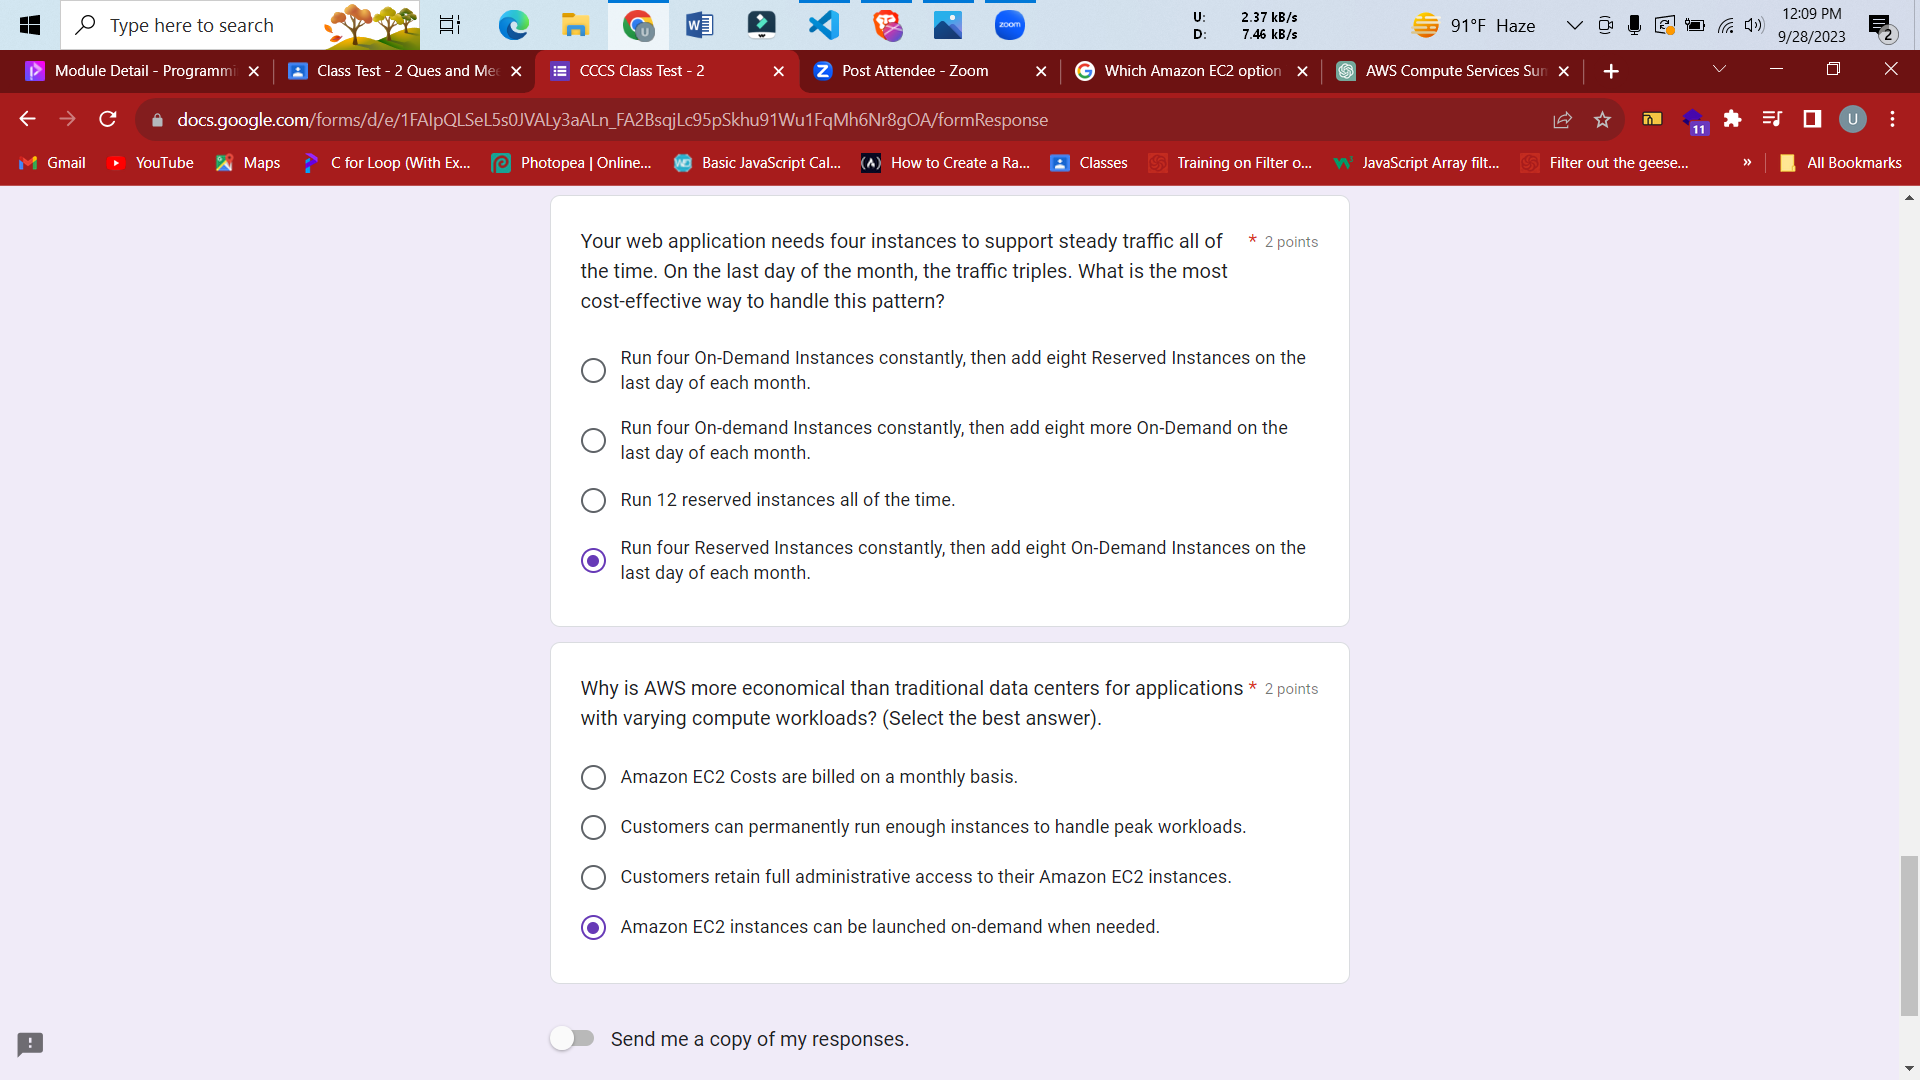 Type here to search
U: 2.37 kB/s
D: 7.46 kB/s
91°F Haze
12:09 PM
9/28/2023
2
Module Detail - Programmi
Class Test - 2 Ques and Me
CCCS Class Test - 2
Post Attendee - Zoom
Which Amazon EC2 option
AWS Compute Services Sun
docs.google.com/forms/d/e/1FAIpQLSeL5s0JVALy3aALn_FA2BsqjLc95pSkhu91Wu1FqMh6Nr8gOA/formResponse
11
U
Gmail
YouTube
Maps
C for Loop (With Ex...
Photopea | Online...
Basic JavaScript Cal...
How to Create a Ra...
Classes
Training on Filter o...
JavaScript Array filt...
Filter out the geese...
»
All Bookmarks
Your web application needs four instances to support steady traffic all of * 2 points
the time. On the last day of the month, the traffic triples. What is the most
cost-effective way to handle this pattern?
Run four On-Demand Instances constantly, then add eight Reserved Instances on the
last day of each month.
Run four On-demand Instances constantly, then add eight more On-Demand on the
last day of each month.
Run 12 reserved instances all of the time.
Run four Reserved Instances constantly, then add eight On-Demand Instances on the
last day of each month.
Why is AWS more economical than traditional data centers for applications * 2 points
with varying compute workloads? (Select the best answer).
Amazon EC2 Costs are billed on a monthly basis.
Customers can permanently run enough instances to handle peak workloads.
Customers retain full administrative access to their Amazon EC2 instances.
Amazon EC2 instances can be launched on-demand when needed.
Send me a copy of my responses.